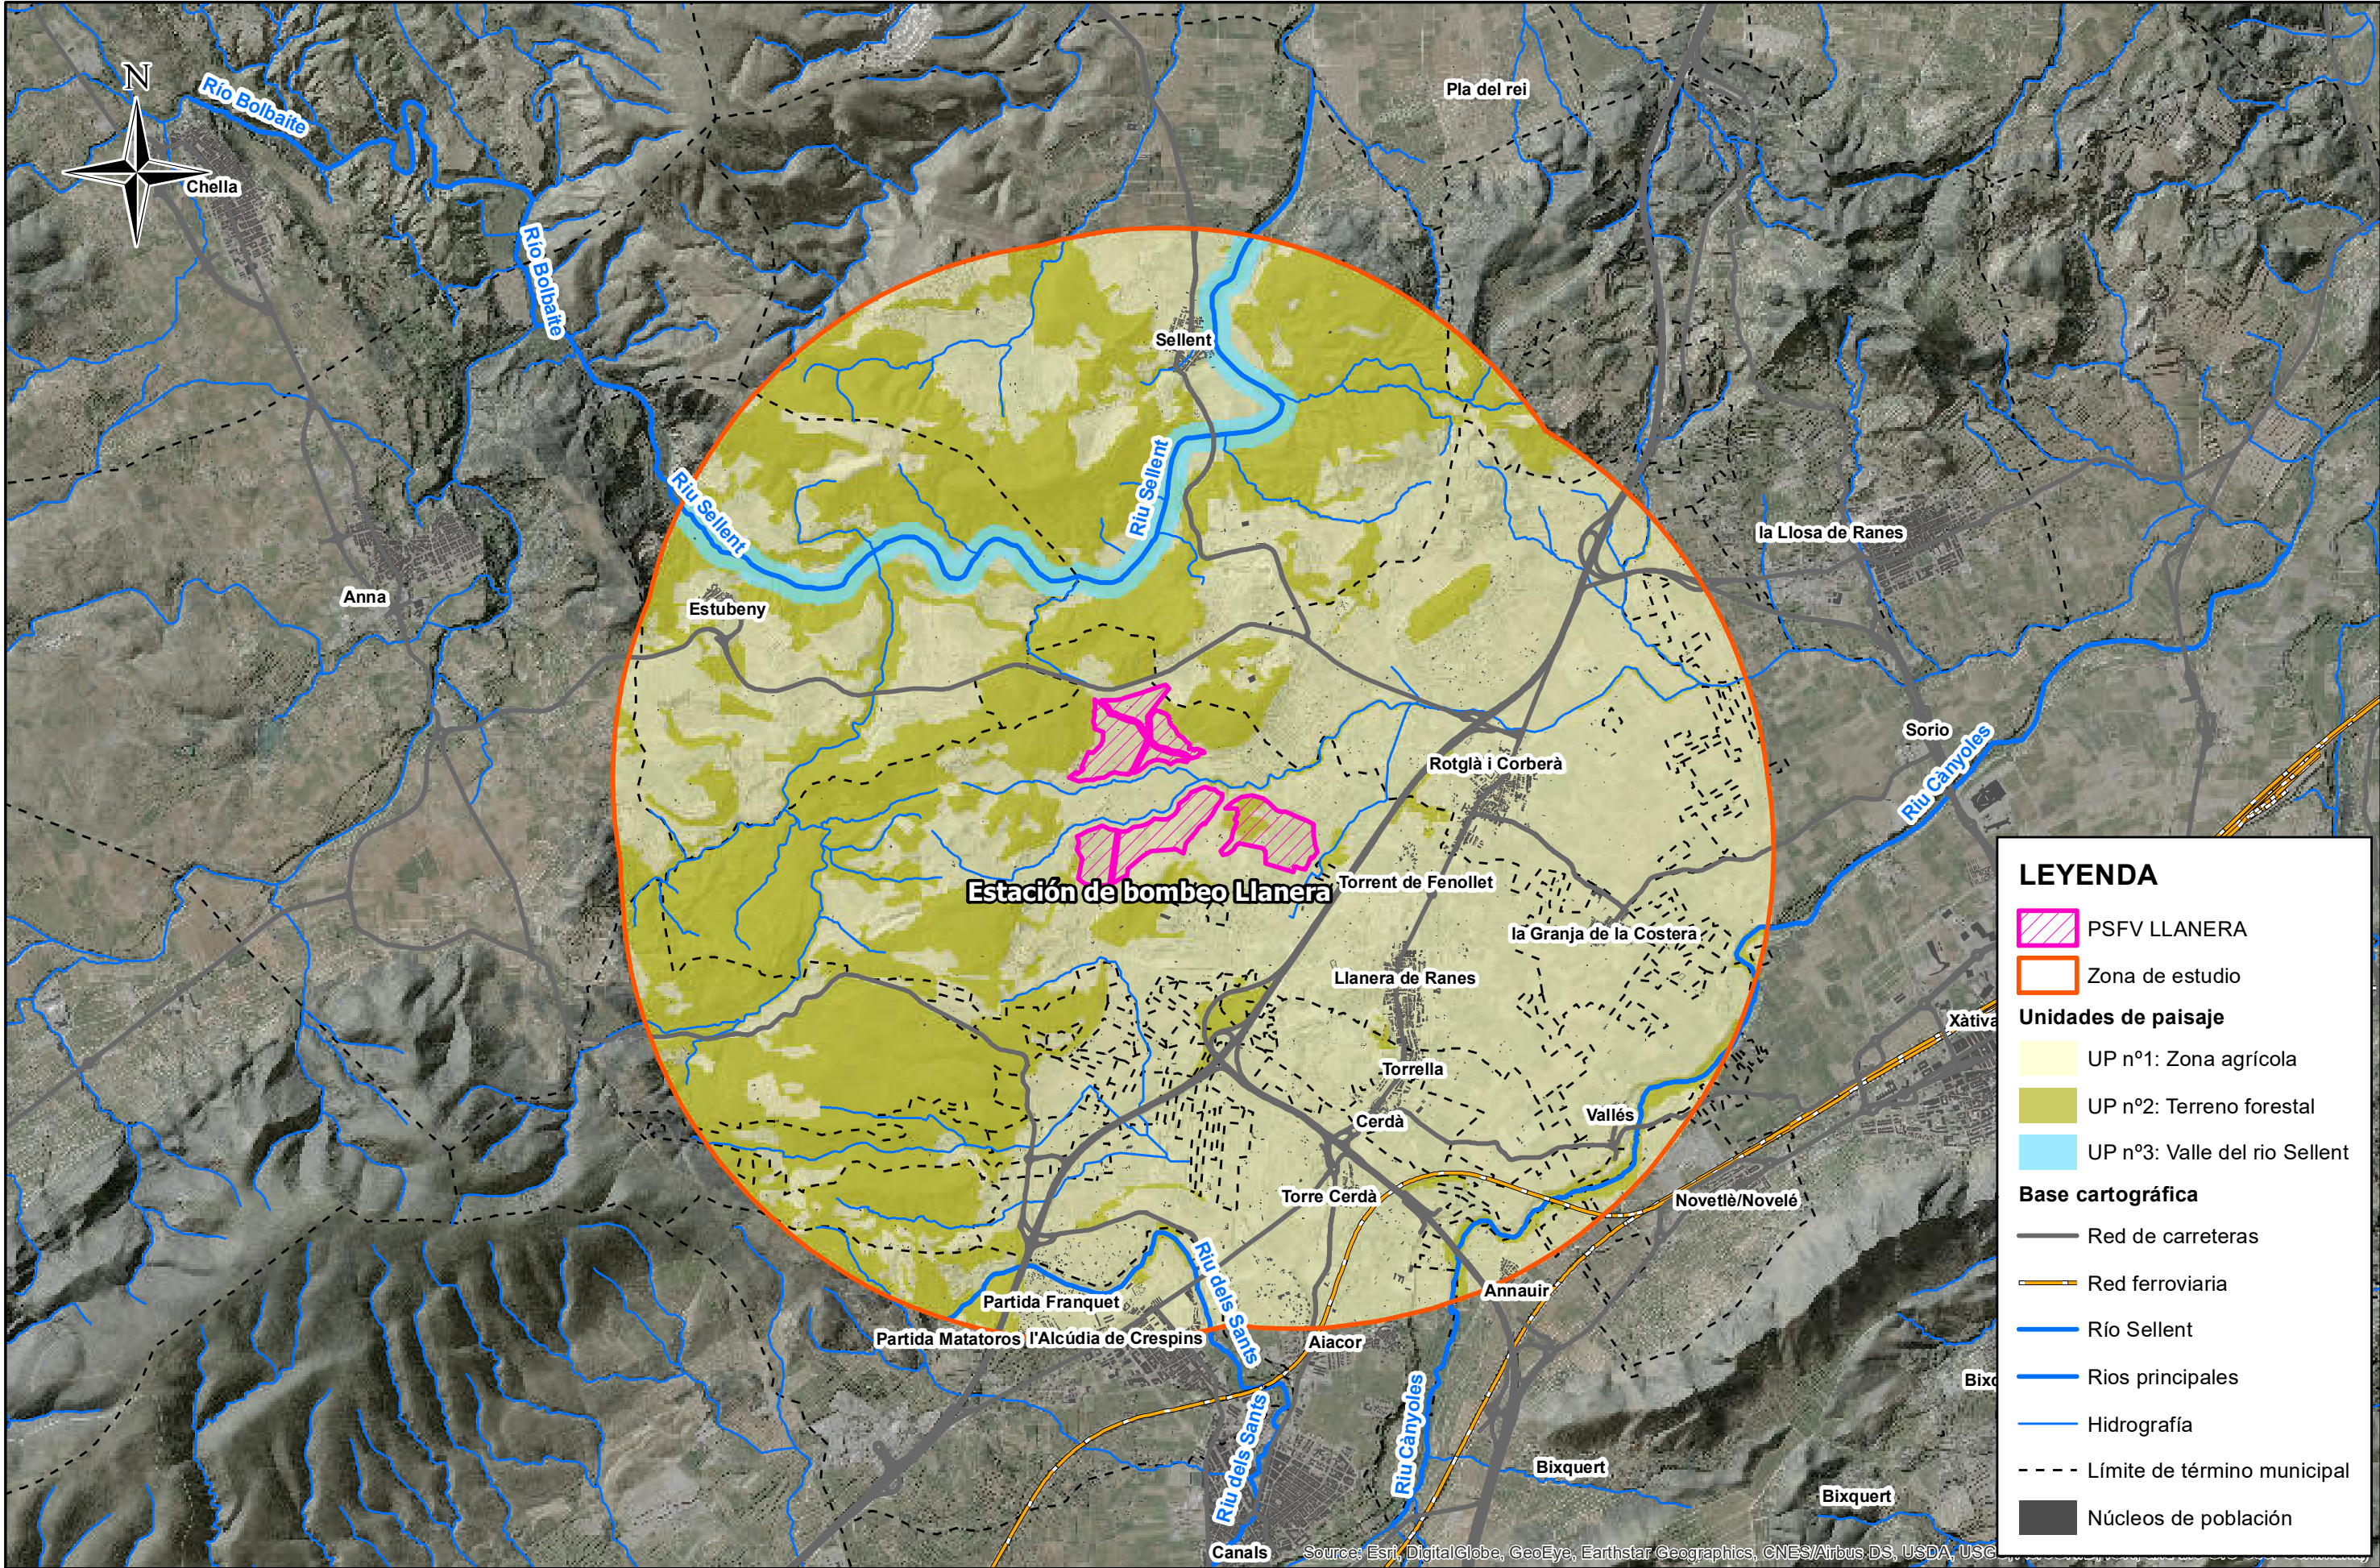 Pla del rei
N
Río Bolbaite
Chella
Río Bolbaite
Sellent
Riu Sellent
Riu Sellent
la Llosa de Ranes
Anna
Estubeny
Sorio
Riu Cànyoles
Rotglà i Corberà
Estación de bombeo Llanera
Torrent de Fenollet
la Granja de la Costera
Llanera de Ranes
Xàtiva
Torrella
Vallés
Cerdà
Torre Cerdà
Novetlè/Novelé
Riu dels Sants
Annauir
Partida Franquet
Partida Matatoros
l'Alcúdia de Crespins
Aiacor
Riu dels Sants
Riu Cànyoles
Bixquert
Bixquert
Canals
LEYENDA
PSFV LLANERA
Zona de estudio
Unidades de paisaje
UP nº1: Zona agrícola
UP nº2: Terreno forestal
UP nº3: Valle del rio Sellent
Base cartográfica
Red de carreteras
Red ferroviaria
Río Sellent
Rios principales
Hidrografía
Límite de término municipal
Núcleos de población
Source: Esri, DigitalGlobe, GeoEye, Earthstar Geographics, CNES/Airbus DS, USDA,